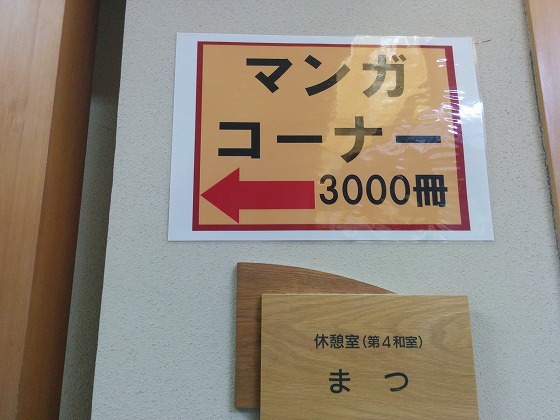 マンガ
コーナー
3000冊
休憩室(第4和室)
まつ